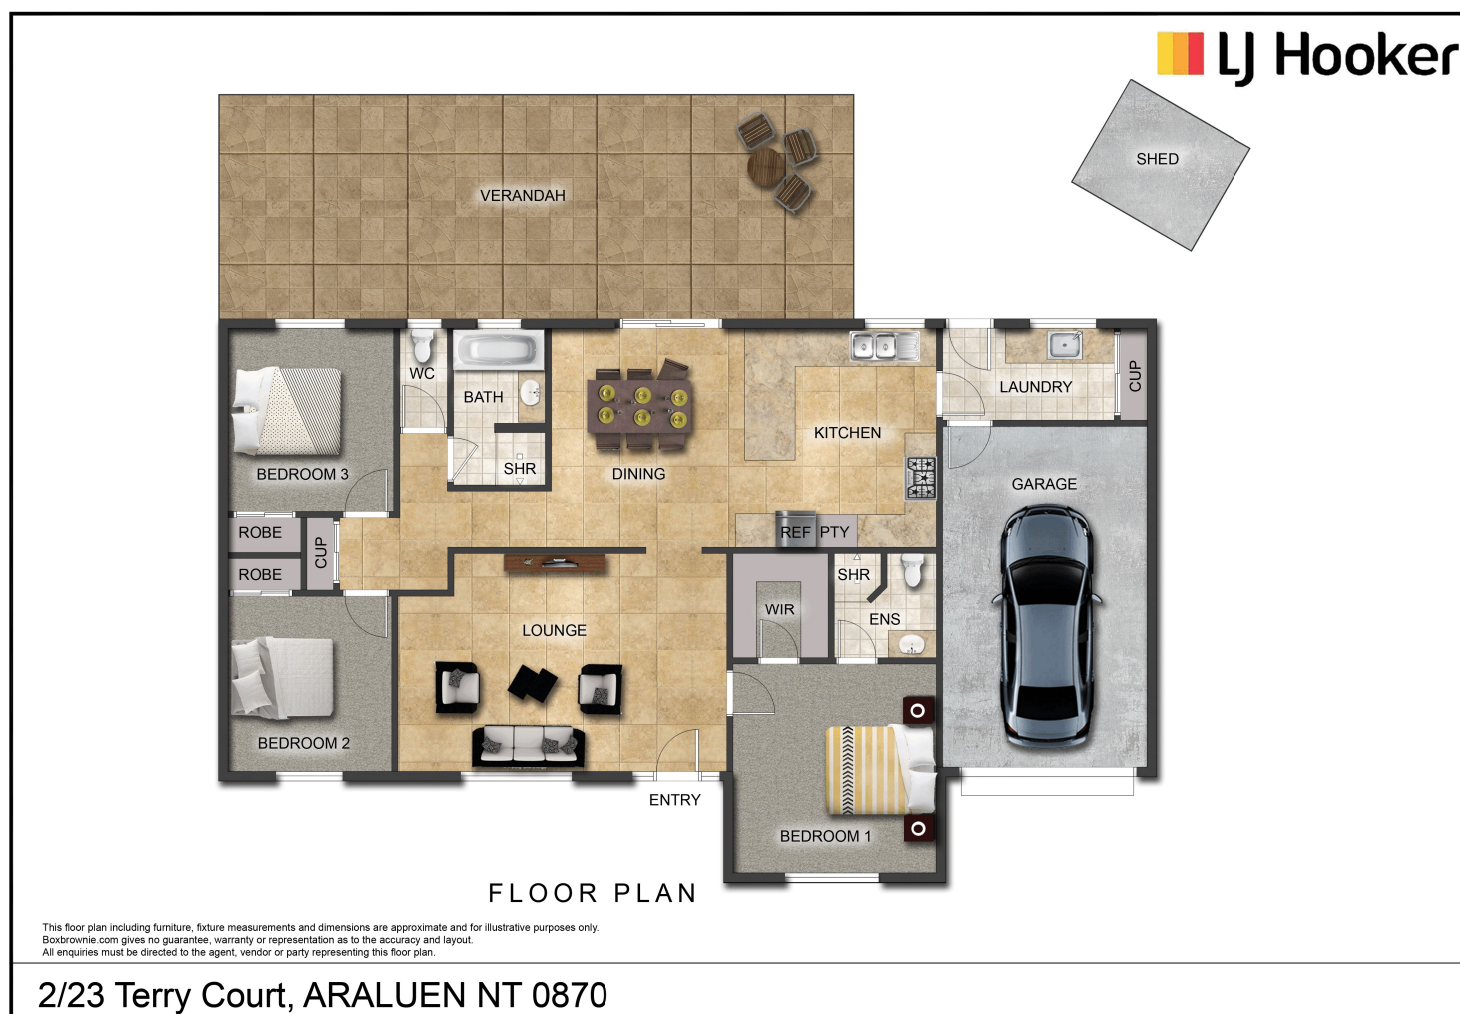 LJ Hooker
SHED
VERANDAH
WC
BATH
LAUNDRY
CUP
KITCHEN
BEDROOM 3
SHR
DINING
GARAGE
ROBE
CUP
REF
PTY
ROBE
SHR
WIR
ENS
LOUNGE
BEDROOM 2
ENTRY
BEDROOM 1
FLOOR PLAN
This floor plan including furniture, fixture measurements and dimensions are approximate and for illustrative purposes only.
Boxbrownie.com gives no guarantee, warranty or representation as to the accuracy and layout.
All enquiries must be directed to the agent, vendor or party representing this floor plan.
2/23 Terry Court, ARALUEN NT 0870